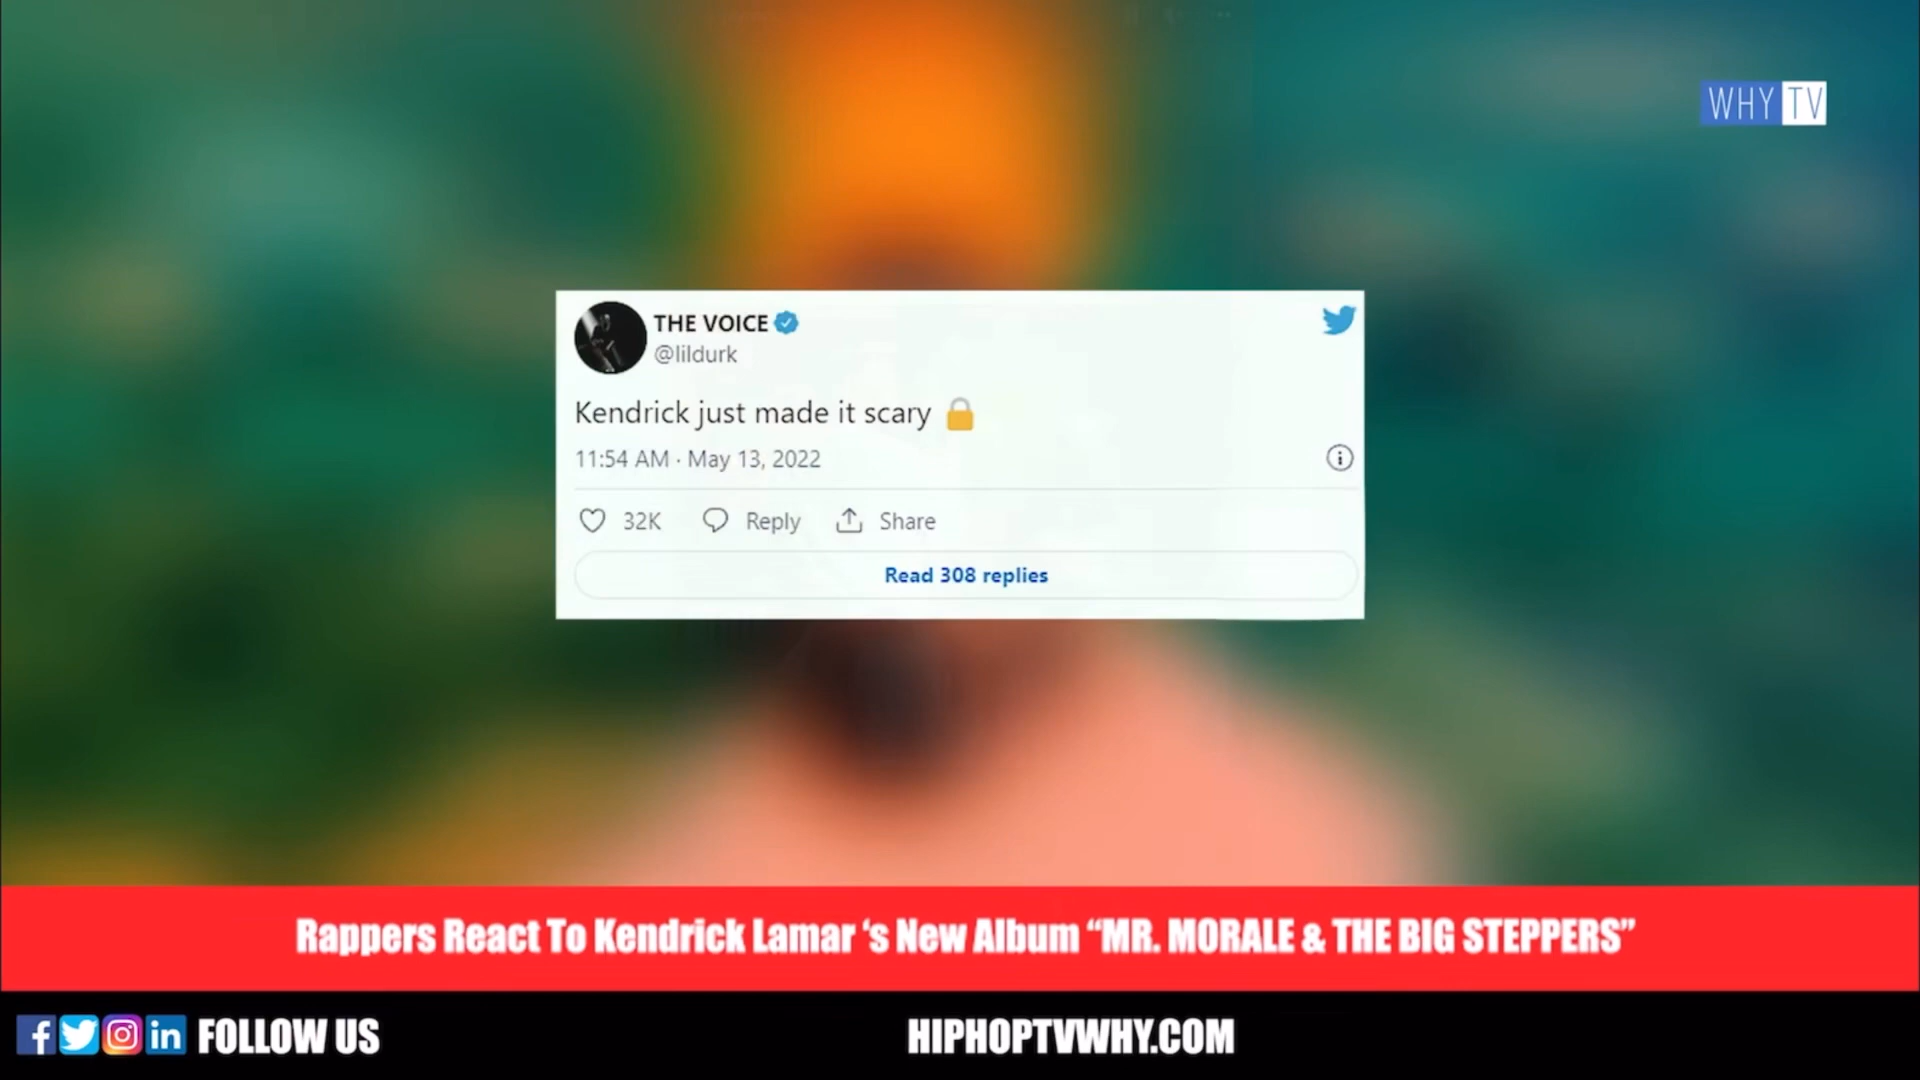 WHY TV
THE VOICE
@lildurk
Kendrick just made it scary 🔒
11:54 AM · May 13, 2022
32K Reply Share
Read 308 replies
Rappers React To Kendrick Lamar ‘s New Album “MR. MORALE & THE BIG STEPPERS”
FOLLOW US
HIPHOPTVWHY.COM